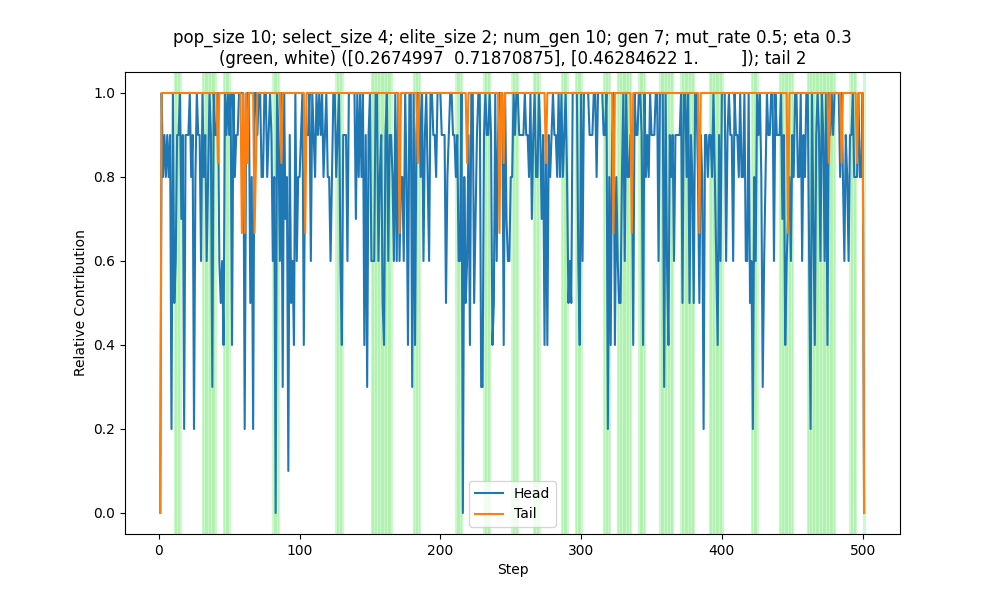 pop_size 10; select_size 4; elite_size 2; num_gen 10; gen 7; mut_rate 0.5; eta 0.3
(green, white) ([0.2674997  0.71870875], [0.46284622 1.        ]); tail 2
Relative Contribution
1.0
0.8
0.6
0.4
0.2
0.0
Head
Tail
0 100 200 300 400 500
Step